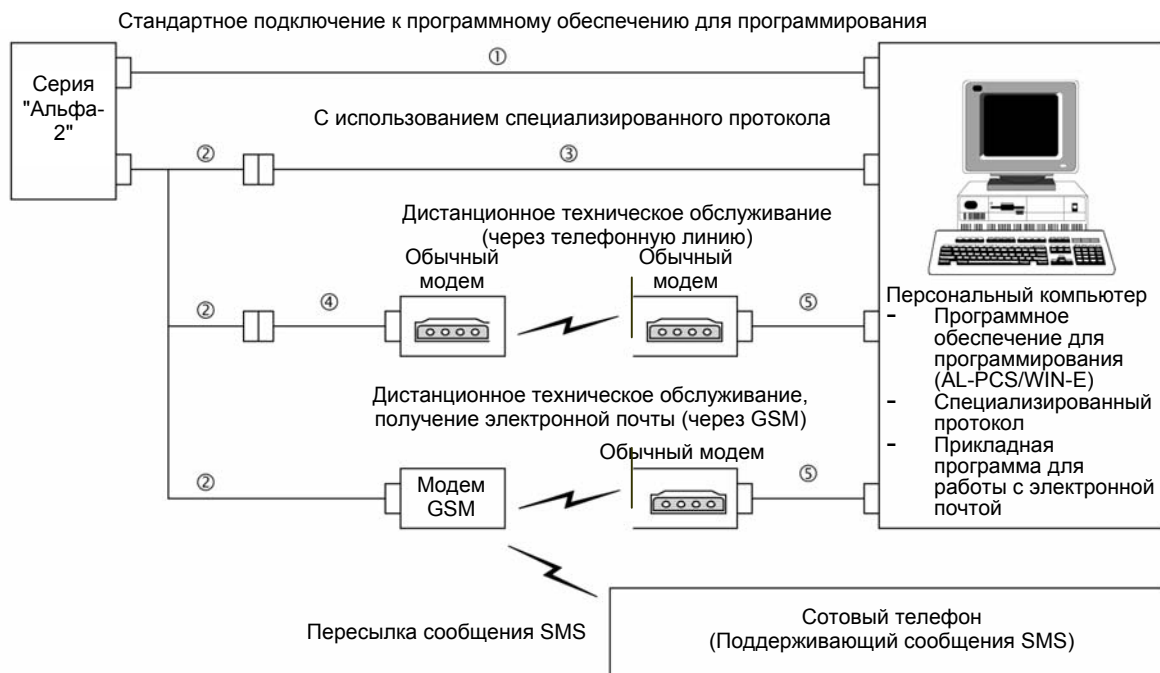 Стандартное подключение к программному обеспечению для программирования
①
Серия
"Альфа-
2"
С использованием специализированного протокола
②
③
Дистанционное техническое обслуживание
(через телефонную линию)
Обычный
модем
Обычный
модем
②
④
⑤
Персональный компьютер
- Программное
обеспечение для
программирования
(AL-PCS/WIN-E)
- Специализированный
протокол
- Прикладная
программа для
работы с электронной
почтой
Дистанционное техническое обслуживание,
получение электронной почты (через GSM)
Обычный модем
②
Модем
GSM
⑤
Пересылка сообщения SMS
Сотовый телефон
(Поддерживающий сообщения SMS)